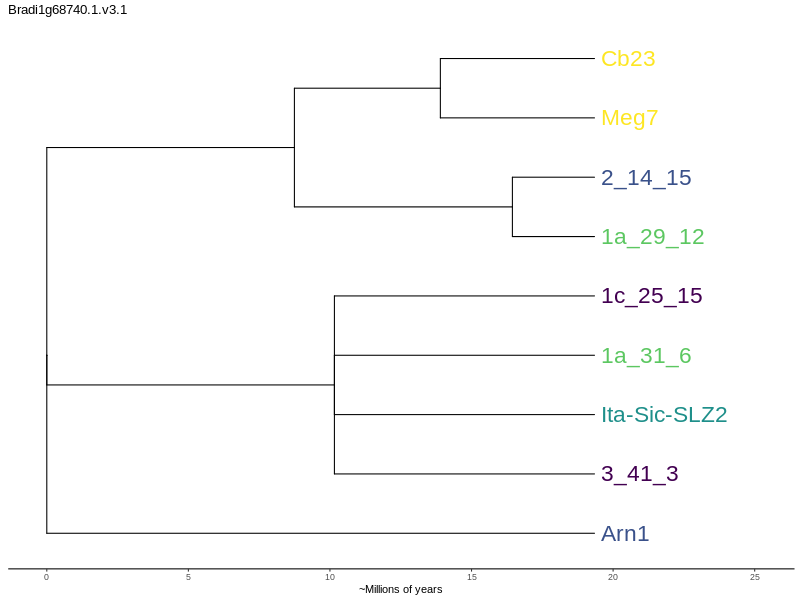 Bradi1g68740.1.v3.1
Cb23
Meg7
2_14_15
1a_29_12
1c_25_15
1a_31_6
Ita-Sic-SLZ2
3_41_3
Arn1
0 5 10 15 20 25
~Millions of years